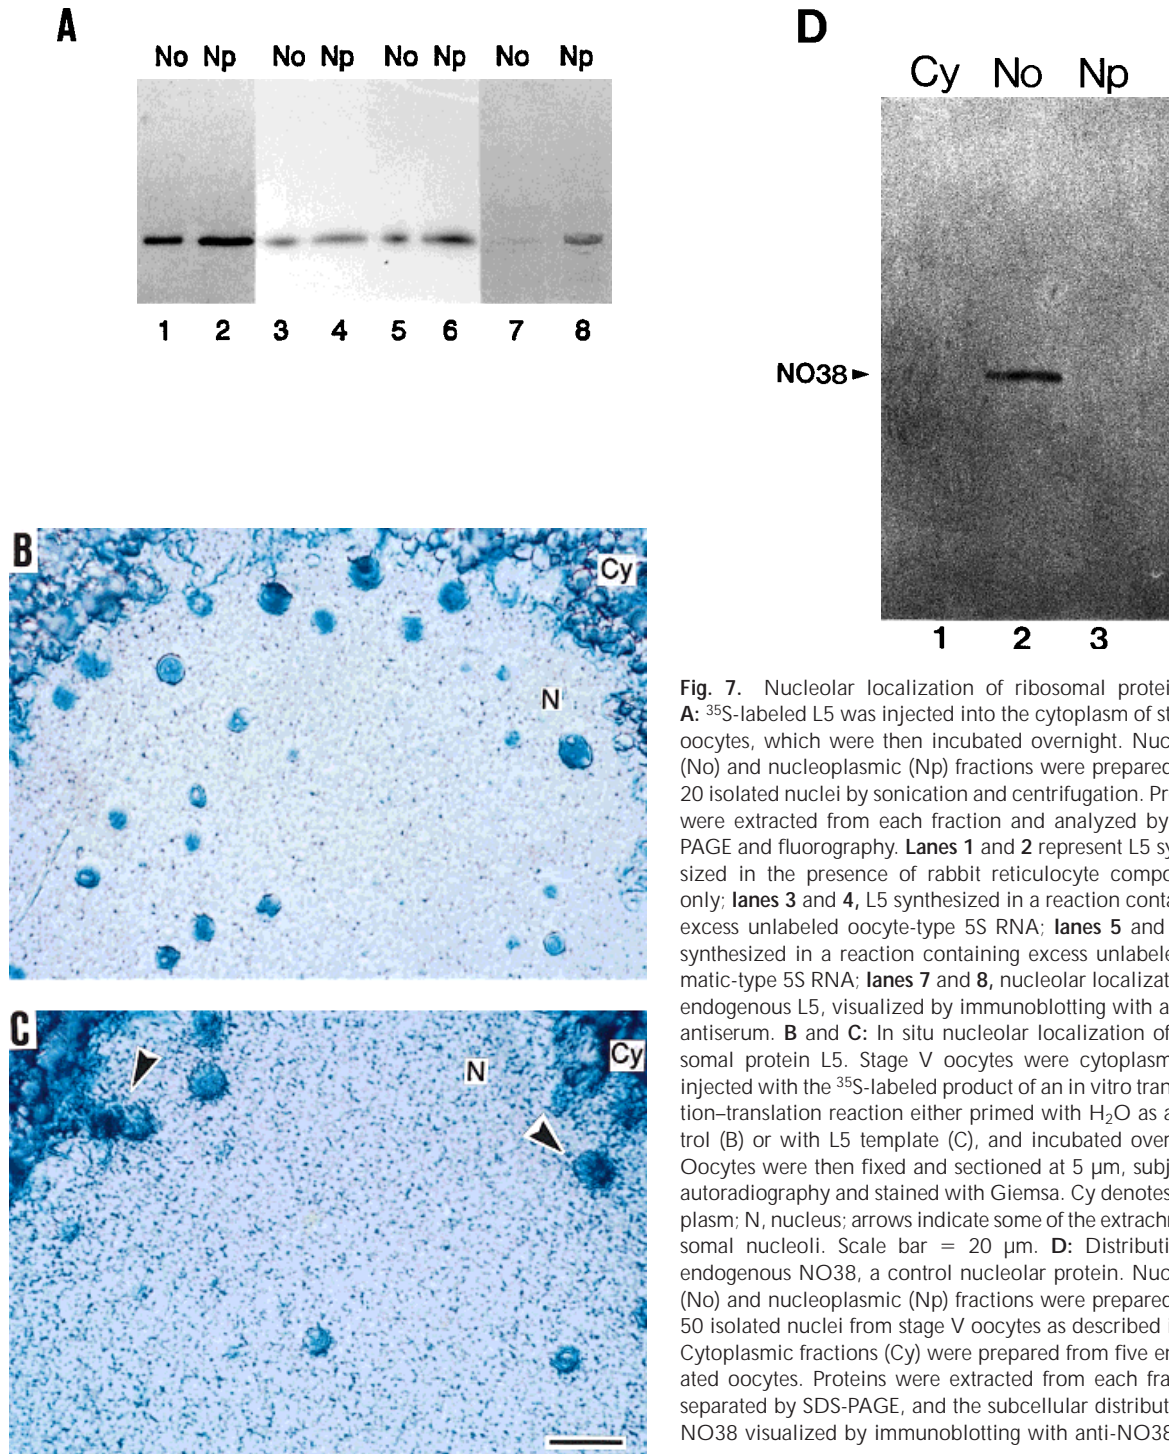 A
No Np No Np No Np No Np
1 2 3 4 5 6 7 8
D
Cy No Np
NO38
1 2 3
B
Cy
N
C
N
Cy
Fig. 7. Nucleolar localization of ribosomal protein
A: ³⁵S-labeled L5 was injected into the cytoplasm of st
oocytes, which were then incubated overnight. Nuc
(No) and nucleoplasmic (Np) fractions were prepared
20 isolated nuclei by sonication and centrifugation. Pr
were extracted from each fraction and analyzed by
PAGE and fluorography. Lanes 1 and 2 represent L5 sy
sized in the presence of rabbit reticulocyte compo
only; lanes 3 and 4, L5 synthesized in a reaction conta
excess unlabeled oocyte-type 5S RNA; lanes 5 and
synthesized in a reaction containing excess unlabele
matic-type 5S RNA; lanes 7 and 8, nucleolar localizat
endogenous L5, visualized by immunoblotting with a
antiserum. B and C: In situ nucleolar localization of
somal protein L5. Stage V oocytes were cytoplasm
injected with the ³⁵S-labeled product of an in vitro tran
tion–translation reaction either primed with H₂O as a
trol (B) or with L5 template (C), and incubated over
Oocytes were then fixed and sectioned at 5 µm, subj
autoradiography and stained with Giemsa. Cy denotes
plasm; N, nucleus; arrows indicate some of the extrachr
somal nucleoli. Scale bar = 20 µm. D: Distributi
endogenous NO38, a control nucleolar protein. Nuc
(No) and nucleoplasmic (Np) fractions were prepared
50 isolated nuclei from stage V oocytes as described i
Cytoplasmic fractions (Cy) were prepared from five en
ated oocytes. Proteins were extracted from each fra
separated by SDS-PAGE, and the subcellular distribut
NO38 visualized by immunoblotting with anti-NO38